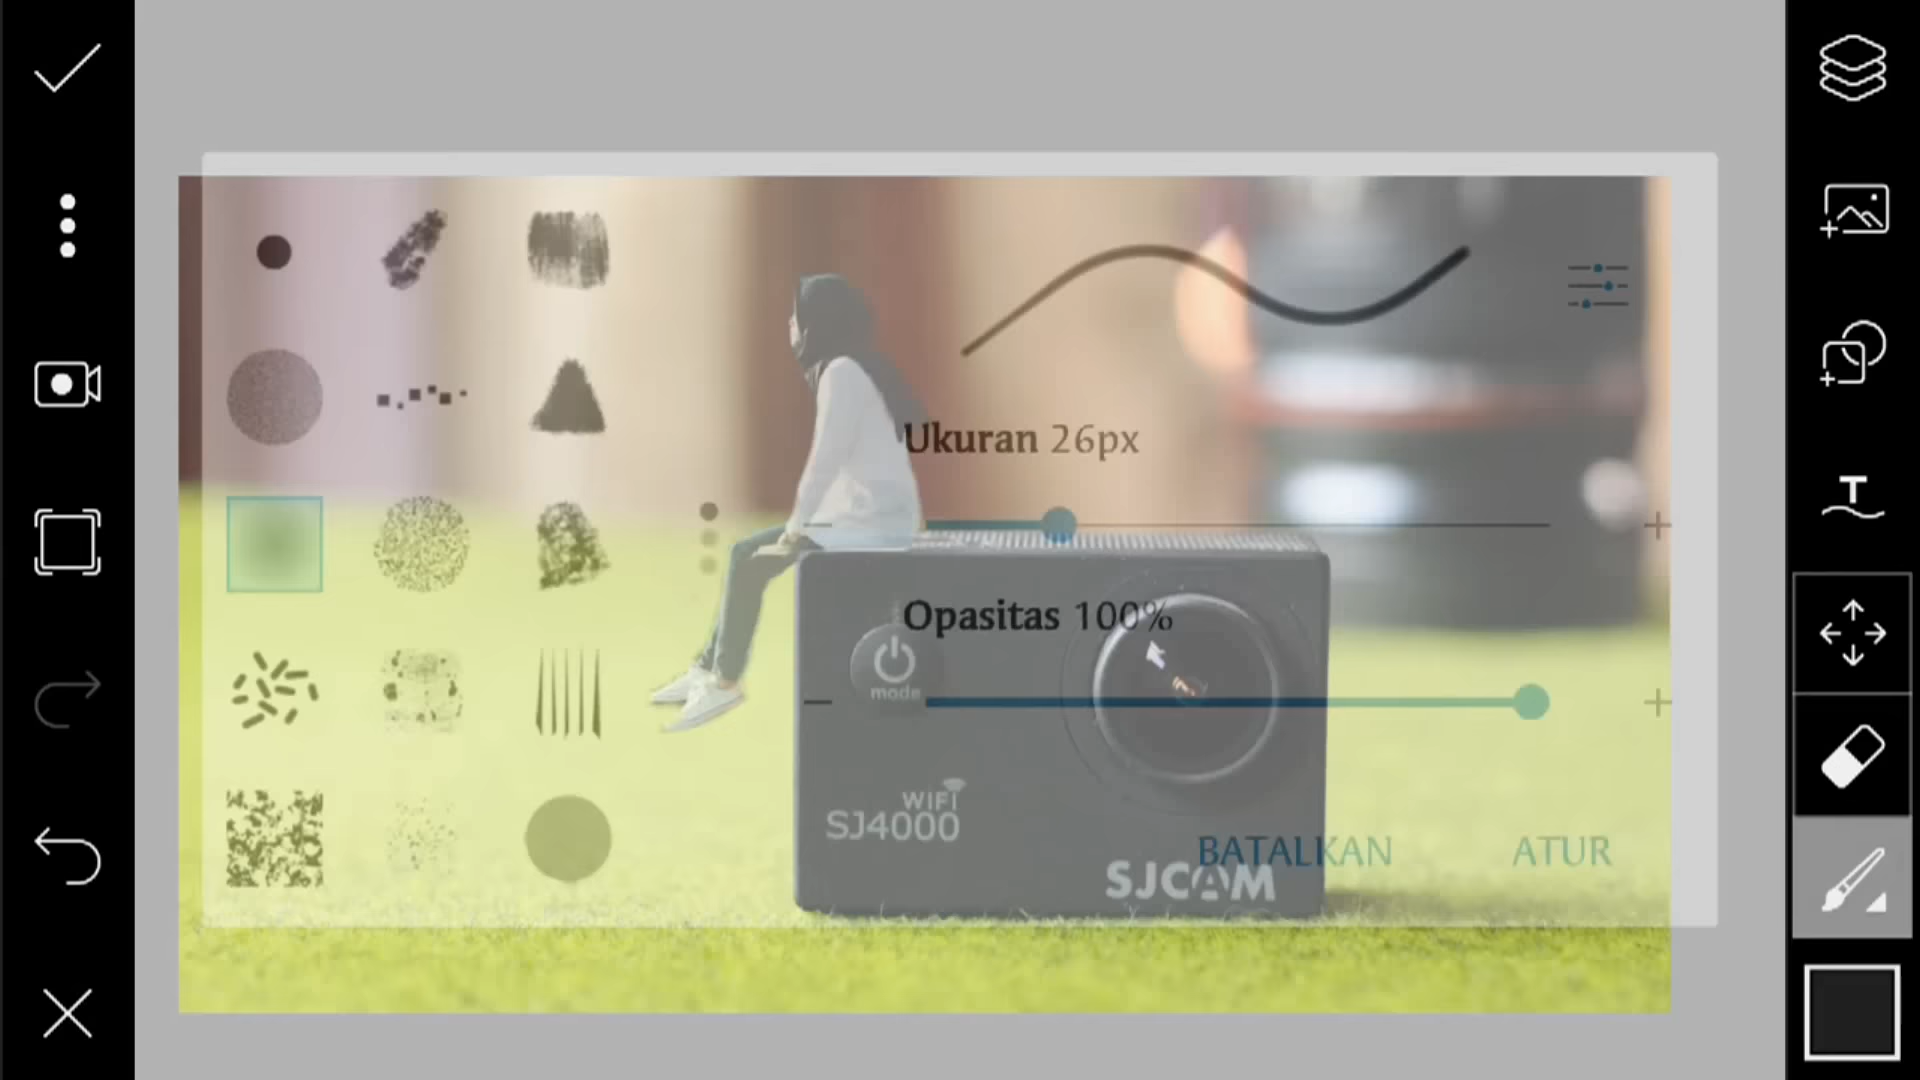 Ukuran 26px
Opasitas 100%
mode
WIFI
SJ4000
BATALKAN ATUR
SJCAM
T